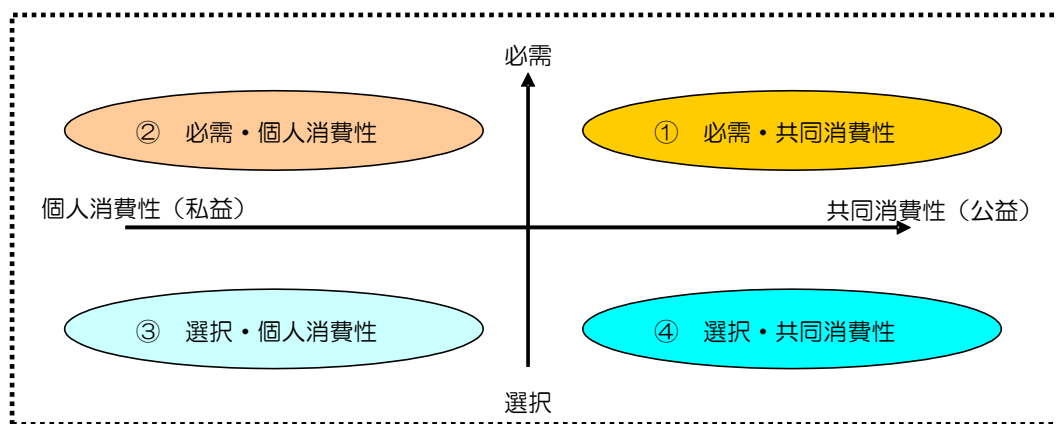 必需
② 必需・個人消費性
① 必需・共同消費性
個人消費性（私益）
共同消費性（公益）
③ 選択・個人消費性
④ 選択・共同消費性
選択